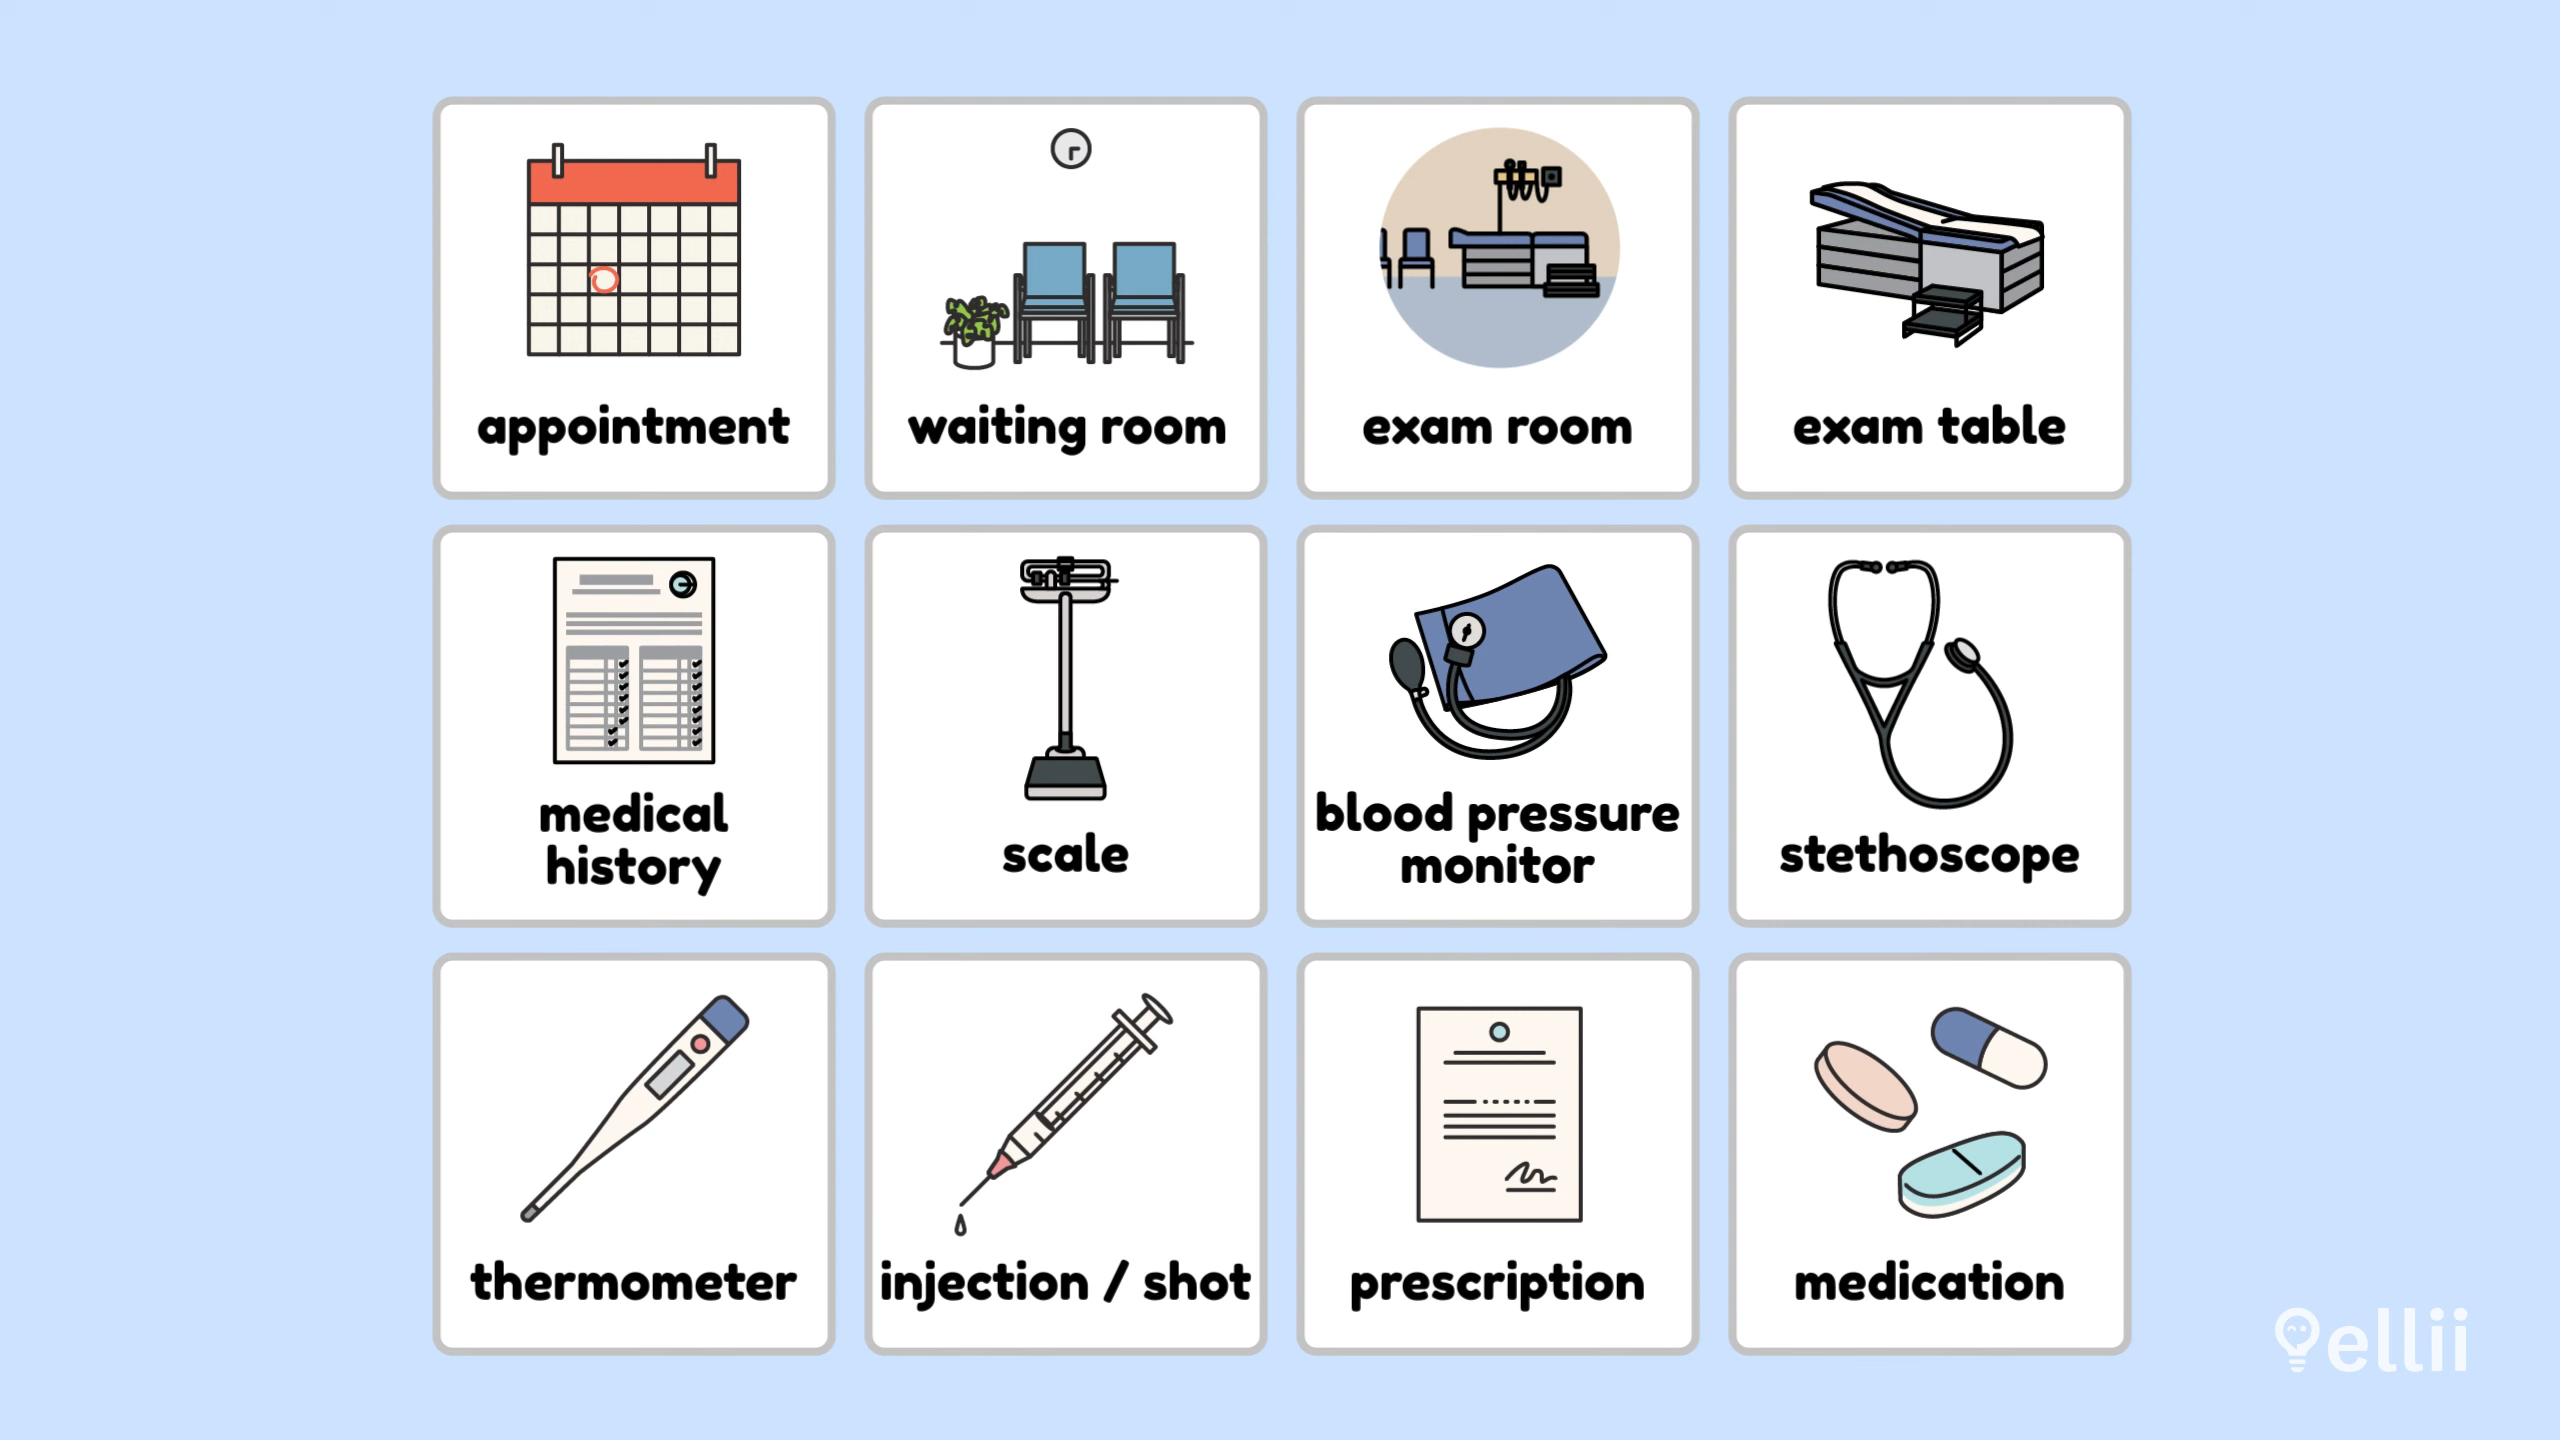 appointment
waiting room
exam room
exam table
medical
history
scale
blood pressure
monitor
stethoscope
thermometer
injection / shot
prescription
medication
ellii